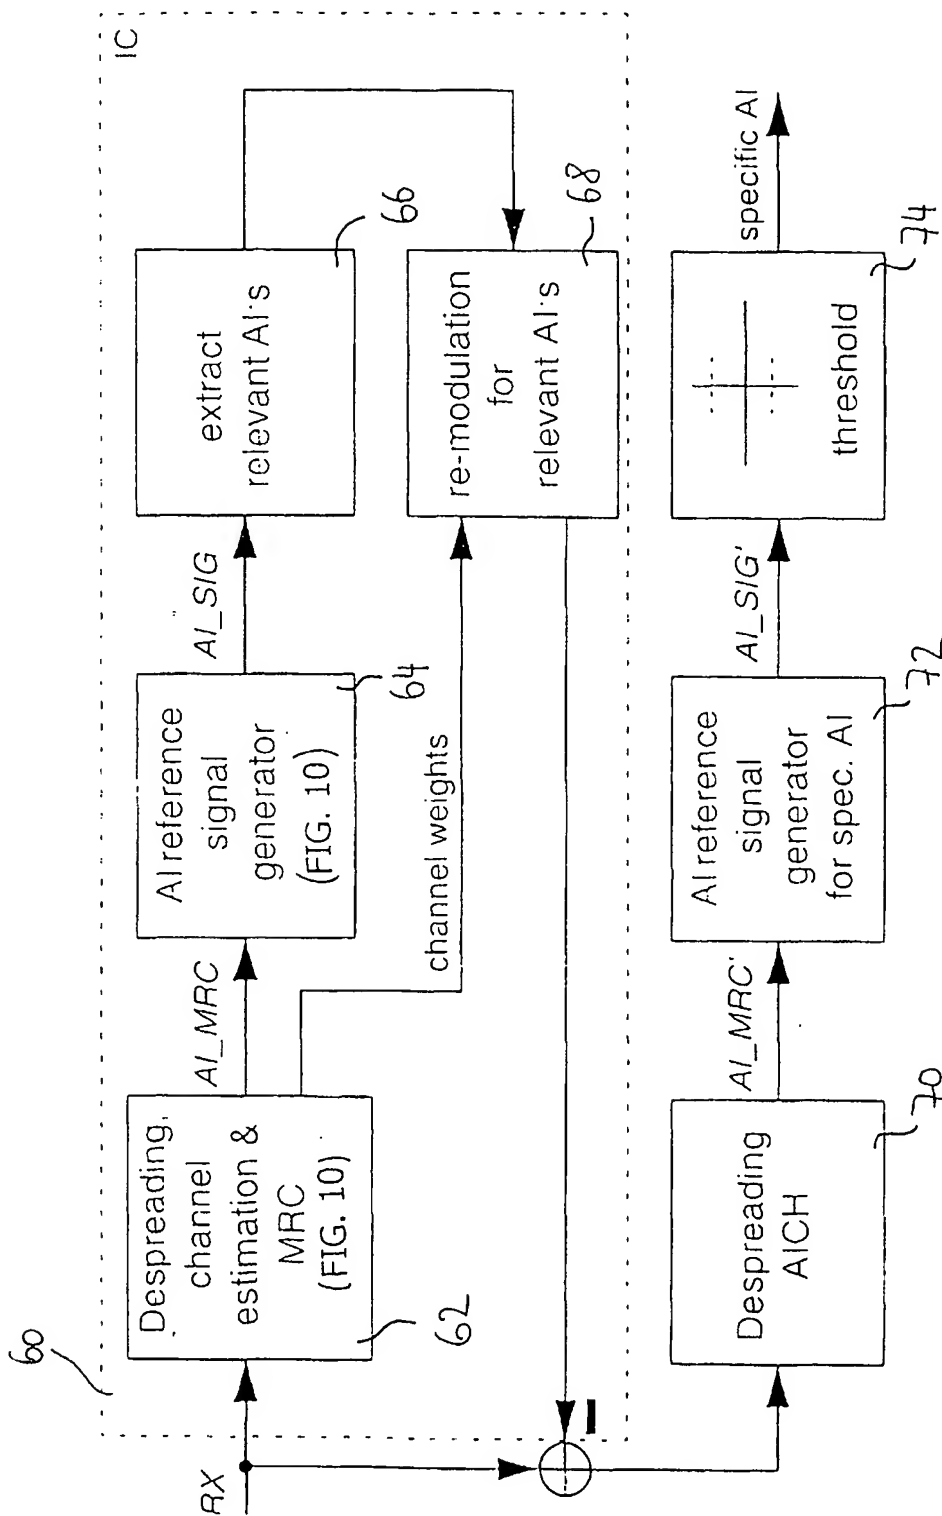 60
IC
RX
Despreading,
channel
estimation &
MRC
(FIG. 10)
62
AI_MRC
AI reference
signal
generator
(FIG. 10)
64
AI_SIG
extract
relevant AI's
66
channel weights
re-modulation
for
relevant AI's
68
Despreading
AICH
70
AI_MRC'
AI reference
signal
generator
for spec. AI
72
AI_SIG'
threshold
74
specific AI